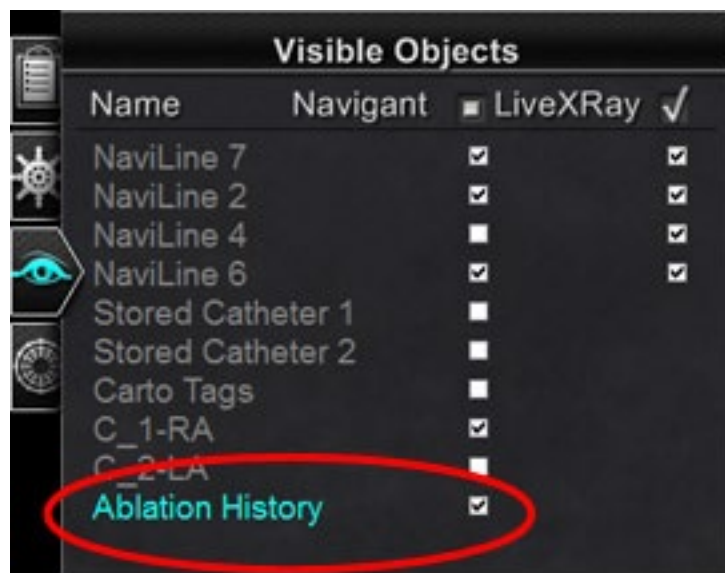 Visible Objects
Name Navigant LiveXRay
NaviLine 7
NaviLine 2
NaviLine 4
NaviLine 6
Stored Catheter 1
Stored Catheter 2
Carto Tags
C_1-RA
C_2-LA
Ablation History